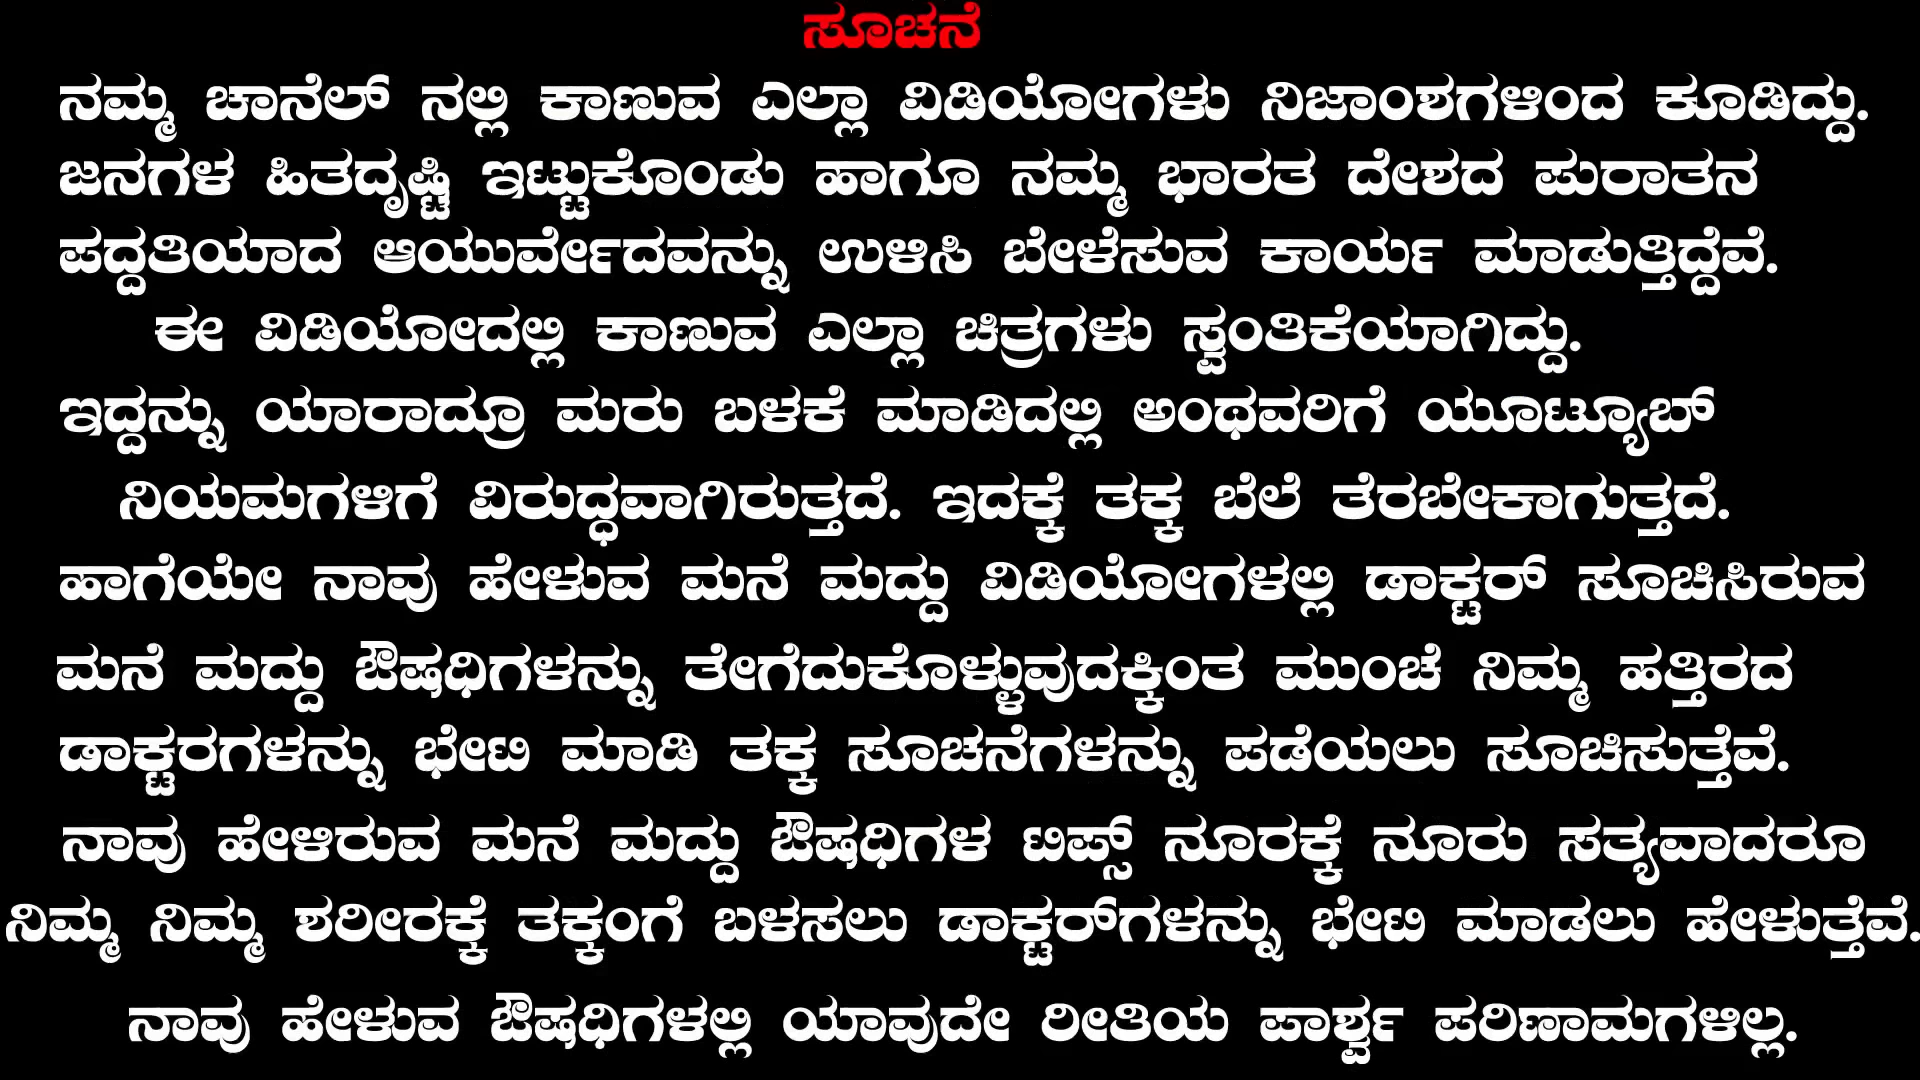 ಸೂಚನೆ
ನಮ್ಮ ಚಾನೆಲ್ ನಲ್ಲಿ ಕಾಣುವ ಎಲ್ಲಾ ವಿಡಿಯೋಗಳು ನಿಜಾಂಶಗಳಿಂದ ಕೂಡಿದ್ದು.
ಜನಗಳ ಹಿತದೃಷ್ಟಿ ಇಟ್ಟುಕೊಂಡು ಹಾಗೂ ನಮ್ಮ ಭಾರತ ದೇಶದ ಪುರಾತನ
ಪದ್ದತಿಯಾದ ಆಯುರ್ವೇದವನ್ನು ಉಳಿಸಿ ಬೇಳೆಸುವ ಕಾರ್ಯ ಮಾಡುತ್ತಿದ್ದೆವೆ.
ಈ ವಿಡಿಯೋದಲ್ಲಿ ಕಾಣುವ ಎಲ್ಲಾ ಚಿತ್ರಗಳು ಸ್ವಂತಿಕೆಯಾಗಿದ್ದು.
ಇದ್ದನ್ನು ಯಾರಾದ್ರೂ ಮರು ಬಳಕೆ ಮಾಡಿದಲ್ಲಿ ಅಂಥವರಿಗೆ ಯೂಟ್ಯೂಬ್
ನಿಯಮಗಳಿಗೆ ವಿರುದ್ಧವಾಗಿರುತ್ತದೆ. ಇದಕ್ಕೆ ತಕ್ಕ ಬೆಲೆ ತೆರಬೇಕಾಗುತ್ತದೆ.
ಹಾಗೆಯೇ ನಾವು ಹೇಳುವ ಮನೆ ಮದ್ದು ವಿಡಿಯೋಗಳಲ್ಲಿ ಡಾಕ್ಟರ್ ಸೂಚಿಸಿರುವ
ಮನೆ ಮದ್ದು ಔಷಧಿಗಳನ್ನು ತೇಗೆದುಕೊಳ್ಳುವುದಕ್ಕಿಂತ ಮುಂಚೆ ನಿಮ್ಮ ಹತ್ತಿರದ
ಡಾಕ್ಟರಗಳನ್ನು ಭೇಟಿ ಮಾಡಿ ತಕ್ಕ ಸೂಚನೆಗಳನ್ನು ಪಡೆಯಲು ಸೂಚಿಸುತ್ತೆವೆ.
ನಾವು ಹೇಳಿರುವ ಮನೆ ಮದ್ದು ಔಷಧಿಗಳ ಟಿಪ್ಸ್ ನೂರಕ್ಕೆ ನೂರು ಸತ್ಯವಾದರೂ
ನಿಮ್ಮ ನಿಮ್ಮ ಶರೀರಕ್ಕೆ ತಕ್ಕಂಗೆ ಬಳಸಲು ಡಾಕ್ಟರ್‌ಗಳನ್ನು ಭೇಟಿ ಮಾಡಲು ಹೇಳುತ್ತೆವೆ.
ನಾವು ಹೇಳುವ ಔಷಧಿಗಳಲ್ಲಿ ಯಾವುದೇ ರೀತಿಯ ಪಾರ್ಶ್ವ ಪರಿಣಾಮಗಳಿಲ್ಲ.